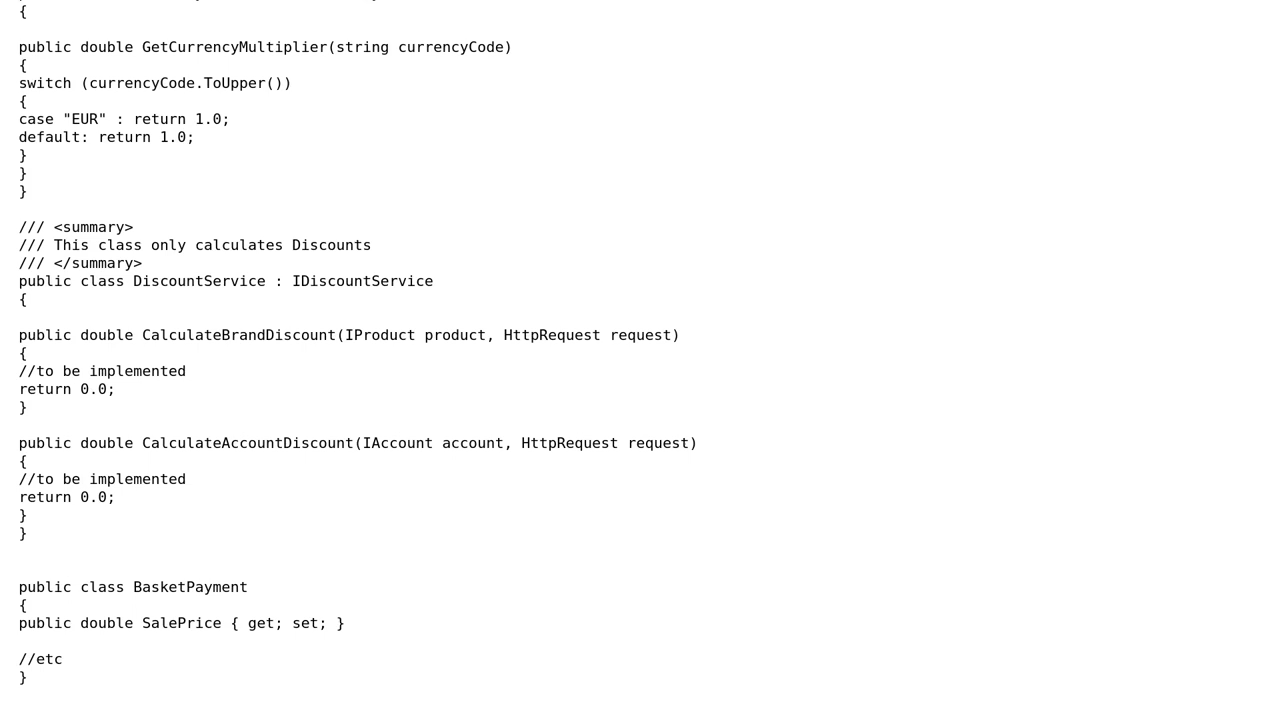 {
public double GetCurrencyMultiplier(string currencyCode)
{
switch (currencyCode.ToUpper())
{
case "EUR" : return 1.0;
default: return 1.0;
}
}
}
/// <summary>
/// This class only calculates Discounts
/// </summary>
public class DiscountService : IDiscountService
{
public double CalculateBrandDiscount(IProduct product, HttpRequest request)
{
//to be implemented
return 0.0;
}
public double CalculateAccountDiscount(IAccount account, HttpRequest request)
{
//to be implemented
return 0.0;
}
}
public class BasketPayment
{
public double SalePrice { get; set; }
//etc
}